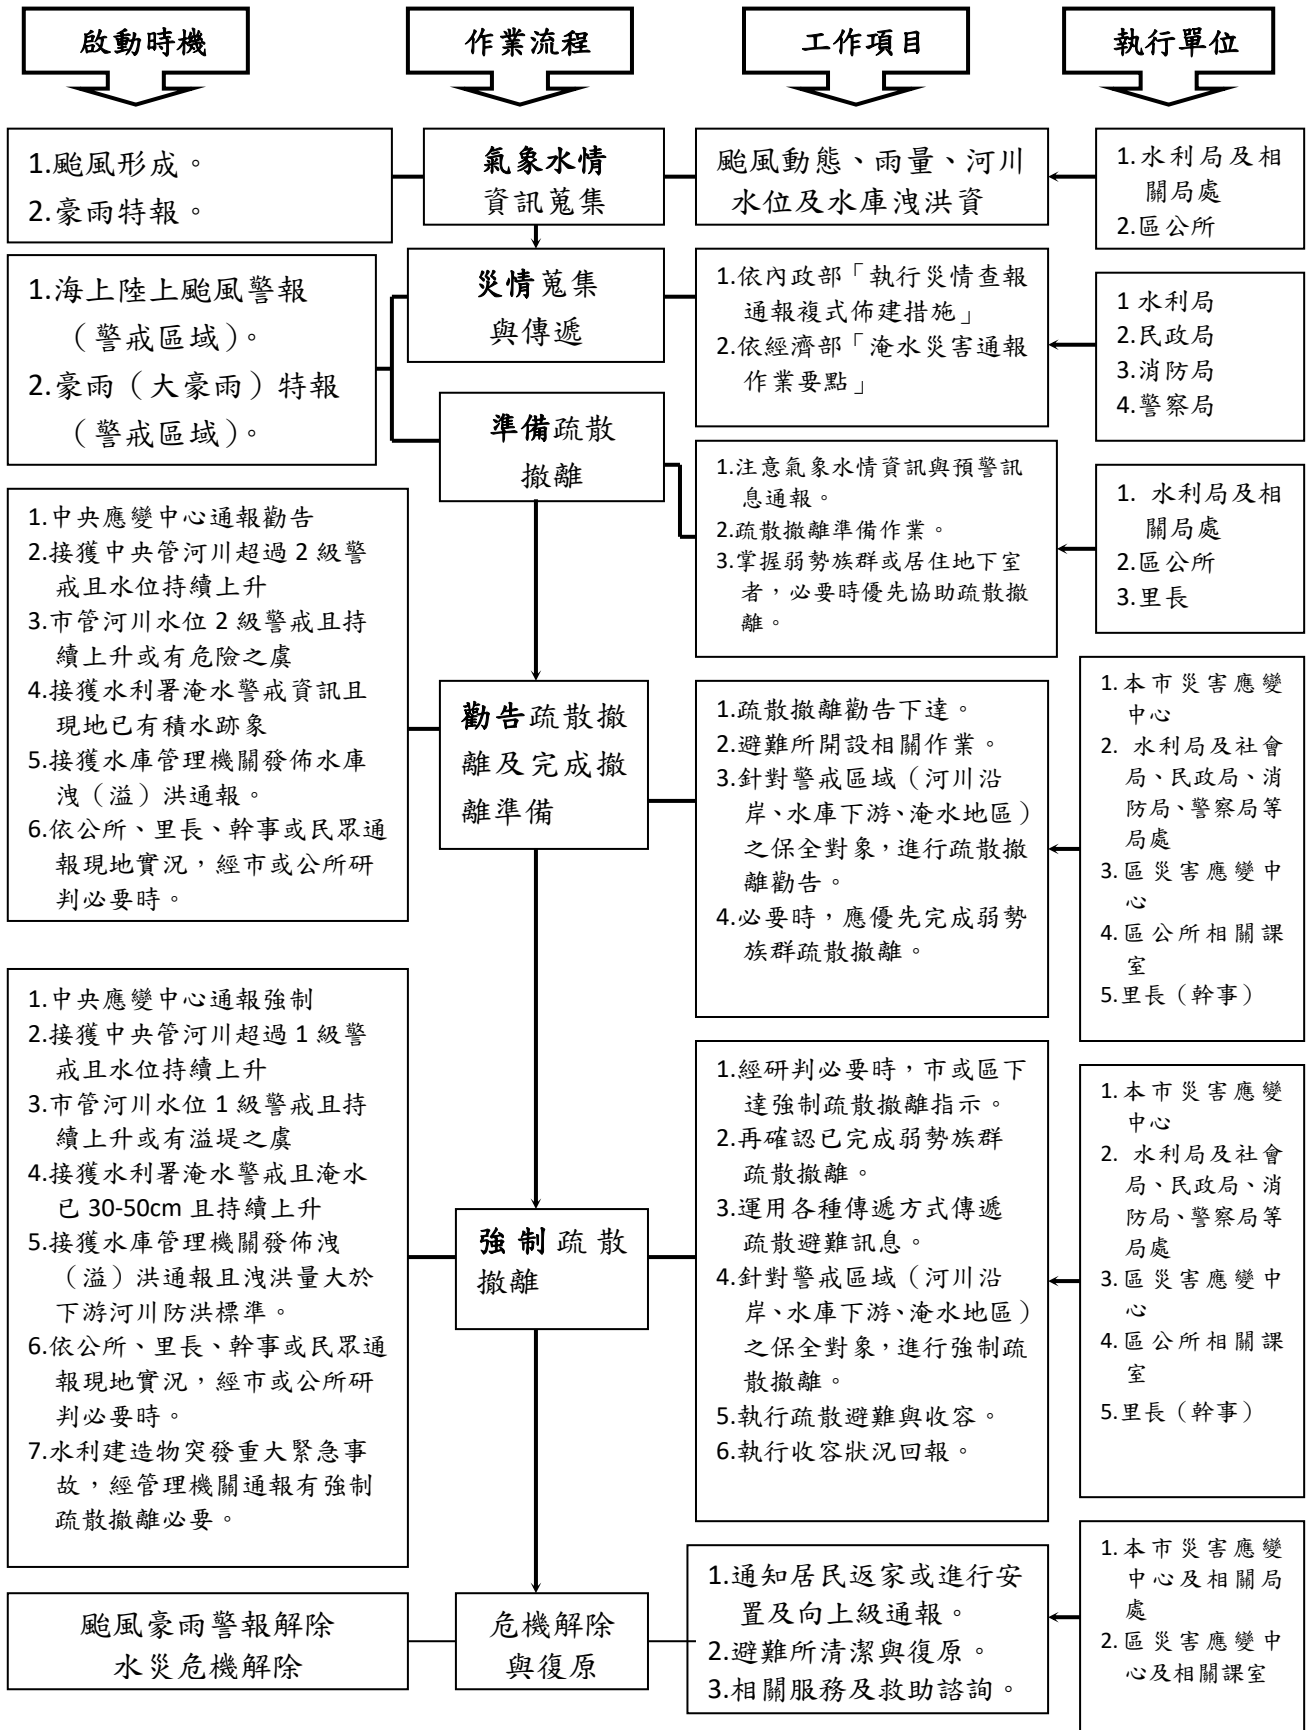 啟動時機
作業流程
工作項目
執行單位
1.颱風形成。
2.豪雨特報。
氣象水情
資訊蒐集
颱風動態、雨量、河川
水位及水庫洩洪資
1.水利局及相
關局處
2.區公所
1.海上陸上颱風警報
（警戒區域）。
2.豪雨（大豪雨）特報
（警戒區域）。
災情蒐集
與傳遞
1.依內政部「執行災情查報
通報複式佈建措施」
2.依經濟部「淹水災害通報
作業要點」
1 水利局
2.民政局
3.消防局
4.警察局
準備疏散
撤離
1.注意氣象水情資訊與預警訊
息通報。
2.疏散撤離準備作業。
3.掌握弱勢族群或居住地下室
者，必要時優先協助疏散撤
離。
1. 水利局及相
關局處
2.區公所
3.里長
1.中央應變中心通報勸告
2.接獲中央管河川超過 2 級警
戒且水位持續上升
3.市管河川水位 2 級警戒且持
續上升或有危險之虞
4.接獲水利署淹水警戒資訊且
現地已有積水跡象
5.接獲水庫管理機關發佈水庫
洩（溢）洪通報。
6.依公所、里長、幹事或民眾通
報現地實況，經市或公所研
判必要時。
勸告疏散撤
離及完成撤
離準備
1.疏散撤離勸告下達。
2.避難所開設相關作業。
3.針對警戒區域（河川沿
岸、水庫下游、淹水地區）
之保全對象，進行疏散撤
離勸告。
4.必要時，應優先完成弱勢
族群疏散撤離。
1.本市災害應變
中心
2. 水利局及社會
局、民政局、消
防局、警察局等
局處
3.區災害應變中
心
4.區公所相關課
室
5.里長（幹事）
1.中央應變中心通報強制
2.接獲中央管河川超過 1 級警
戒且水位持續上升
3.市管河川水位 1 級警戒且持
續上升或有溢堤之虞
4.接獲水利署淹水警戒且淹水
已 30-50cm 且持續上升
5.接獲水庫管理機關發佈洩
（溢）洪通報且洩洪量大於
下游河川防洪標準。
6.依公所、里長、幹事或民眾通
報現地實況，經市或公所研
判必要時。
7.水利建造物突發重大緊急事
故，經管理機關通報有強制
疏散撤離必要。
強制疏散
撤離
1.經研判必要時，市或區下
達強制疏散撤離指示。
2.再確認已完成弱勢族群
疏散撤離。
3.運用各種傳遞方式傳遞
疏散避難訊息。
4.針對警戒區域（河川沿
岸、水庫下游、淹水地區）
之保全對象，進行強制疏
散撤離。
5.執行疏散避難與收容。
6.執行收容狀況回報。
1.本市災害應變
中心
2. 水利局及社會
局、民政局、消
防局、警察局等
局處
3.區災害應變中
心
4.區公所相關課
室
5.里長（幹事）
颱風豪雨警報解除
水災危機解除
危機解除
與復原
1.通知居民返家或進行安
置及向上級通報。
2.避難所清潔與復原。
3.相關服務及救助諮詢。
1.本市災害應變
中心及相關局
處
2.區災害應變中
心及相關課室